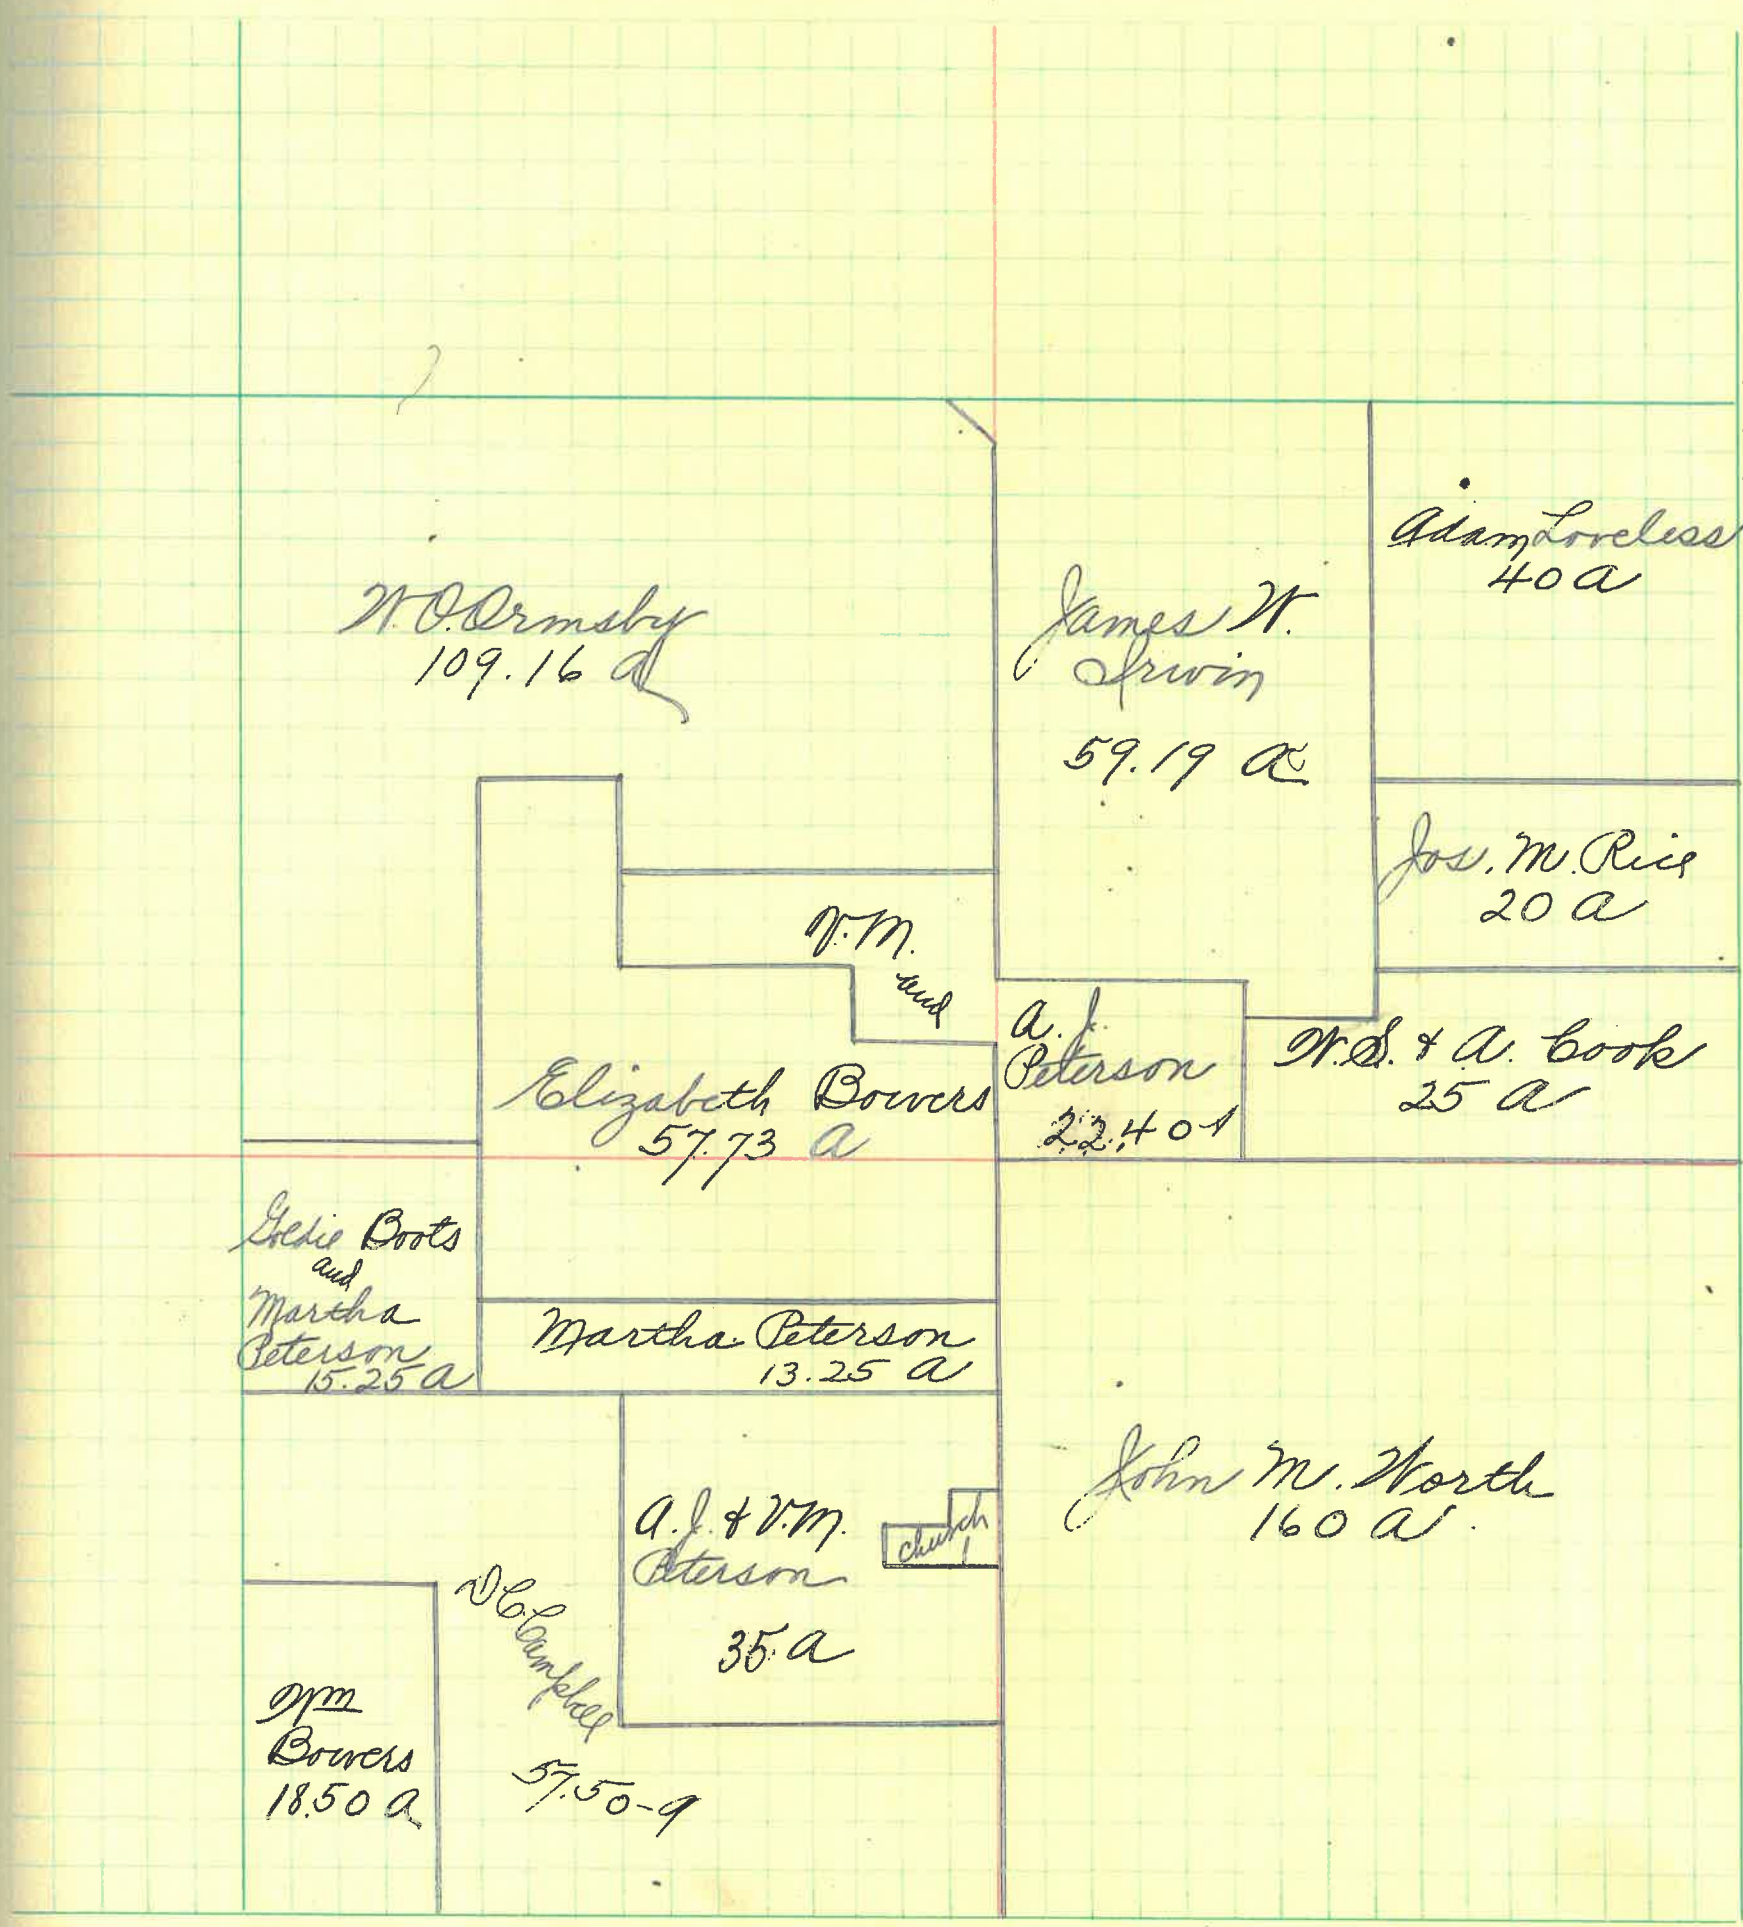 W.O. Ormsby
109.16 a
James W.
Irwin
59.19 a
Adam Loveless
40 a
Jos. M. Rice
20 a
V.M.
and
A. J.
Peterson
22.40 A
W.S. & A. Cook
25 a
Elizabeth Bowers
57.73 a
Goldie Boots
and
Martha
Peterson
15.25 a
Martha Peterson
13.25 a
A.J. & V.M.
Peterson
35 a
church
John M. Worth
160 a.
Campbell
57.50-a
Wm
Bowers
18.50 a